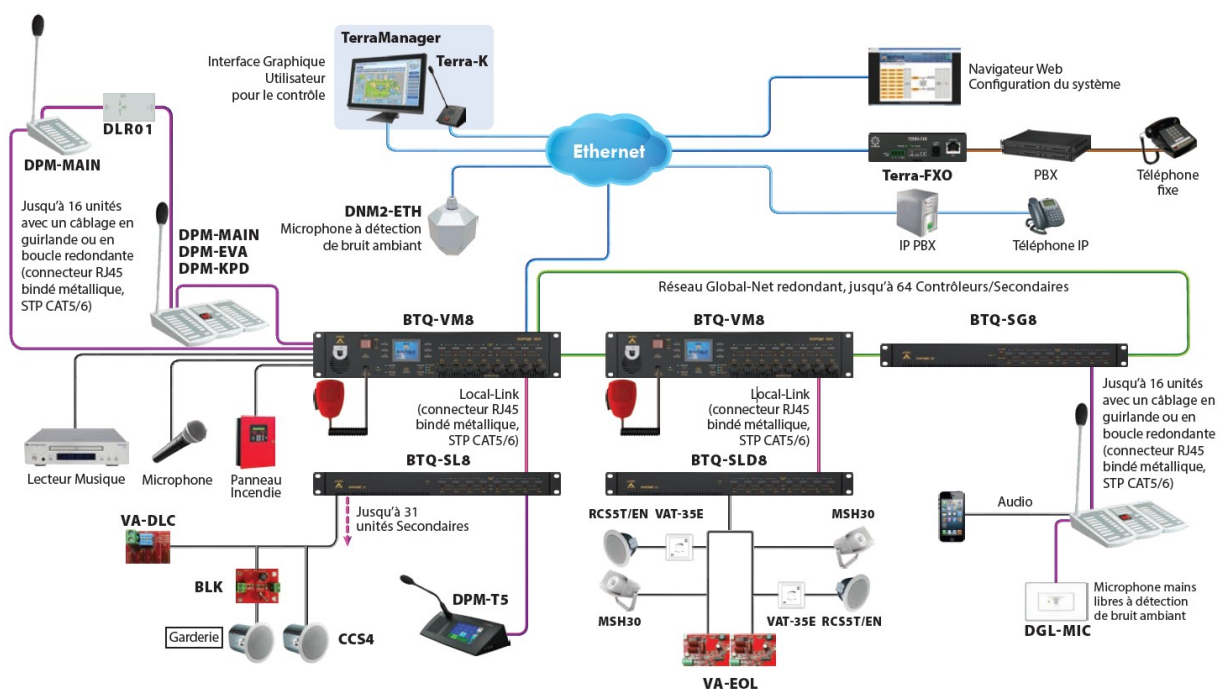 TerraManager
Terra-K
Interface Graphique
Utilisateur
pour le contrôle
Navigateur Web
Configuration du système
DLR01
DPM-MAIN
Ethernet
Terra-FXO
PBX
Téléphone
fixe
Jusqu'à 16 unités
avec un câblage en
guirlande ou en
boucle redondante
(connecteur RJ45
bindé métallique,
STP CAT5/6)
DPM-MAIN
DPM-EVA
DPM-KPD
DNM2-ETH
Microphone à détection
de bruit ambiant
IP PBX
Téléphone IP
Réseau Global-Net redondant, jusqu'à 64 Contrôleurs/Secondaires
BTQ-VM8
BTQ-VM8
BTQ-SG8
Local-Link
(connecteur RJ45
bindé métallique,
STP CAT5/6)
Local-Link
(connecteur RJ45
bindé métallique,
STP CAT5/6)
Jusqu'à 16 unités
avec un câblage en
guirlande ou en
boucle redondante
(connecteur RJ45
bindé métallique,
STP CAT5/6)
Lecteur Musique
Microphone
Panneau
Incendie
BTQ-SL8
BTQ-SLD8
Jusqu'à 31
unités Secondaires
VA-DLC
BLK
Garderie
CCS4
DPM-T5
RCS5T/EN
VAT-35E
MSH30
MSH30
VAT-35E
RCS5T/EN
VA-EOL
Audio
Microphone mains
libres à détection
de bruit ambiant
DGL-MIC